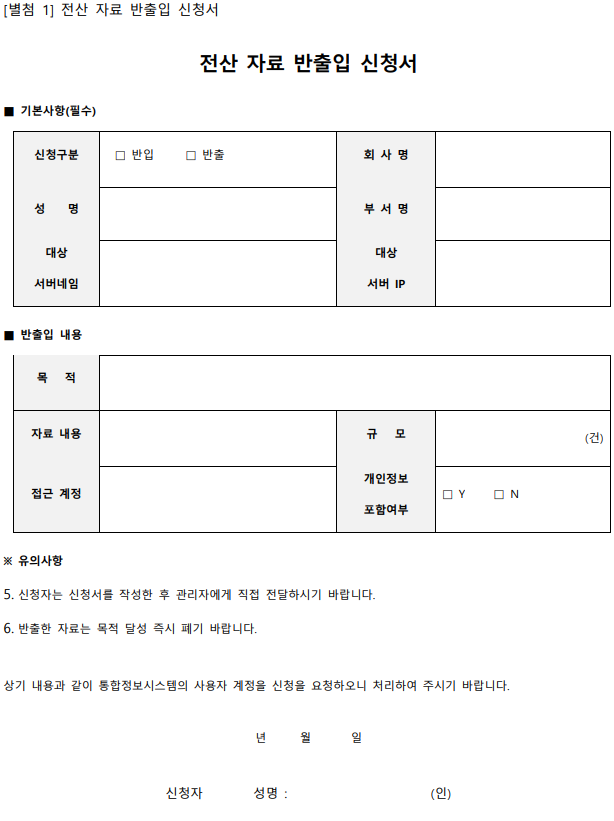 [별첨 1] 전산 자료 반출입 신청서
전산 자료 반출입 신청서
■ 기본사항(필수)
신청구분 □ 반입 □ 반출 회 사 명
성 명 부 서 명
대상 대상
서버네임 서버 IP
■ 반출입 내용
목 적
자료 내용 규 모 (건)
접근 계정 개인정보 포함여부 □ Y □ N
※ 유의사항
5. 신청자는 신청서를 작성한 후 관리자에게 직접 전달하시기 바랍니다.
6. 반출한 자료는 목적 달성 즉시 폐기 바랍니다.
상기 내용과 같이 통합정보시스템의 사용자 계정을 신청을 요청하오니 처리하여 주시기 바랍니다.
년 월 일
신청자 성명 : (인)